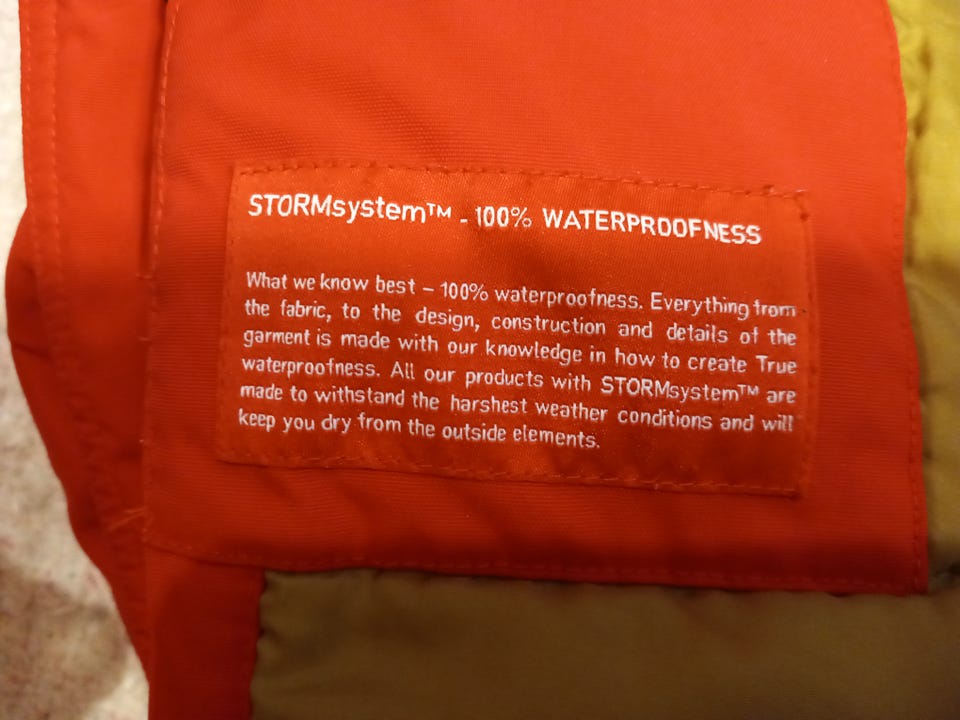 STORMsystem™ - 100% WATERPROOFNESS
What we know best – 100% waterproofness. Everything from
the fabric, to the design, construction and details of the
garment is made with our knowledge in how to create True
waterproofness. All our products with STORMsystem™ are
made to withstand the harshest weather conditions and will
keep you dry from the outside elements.